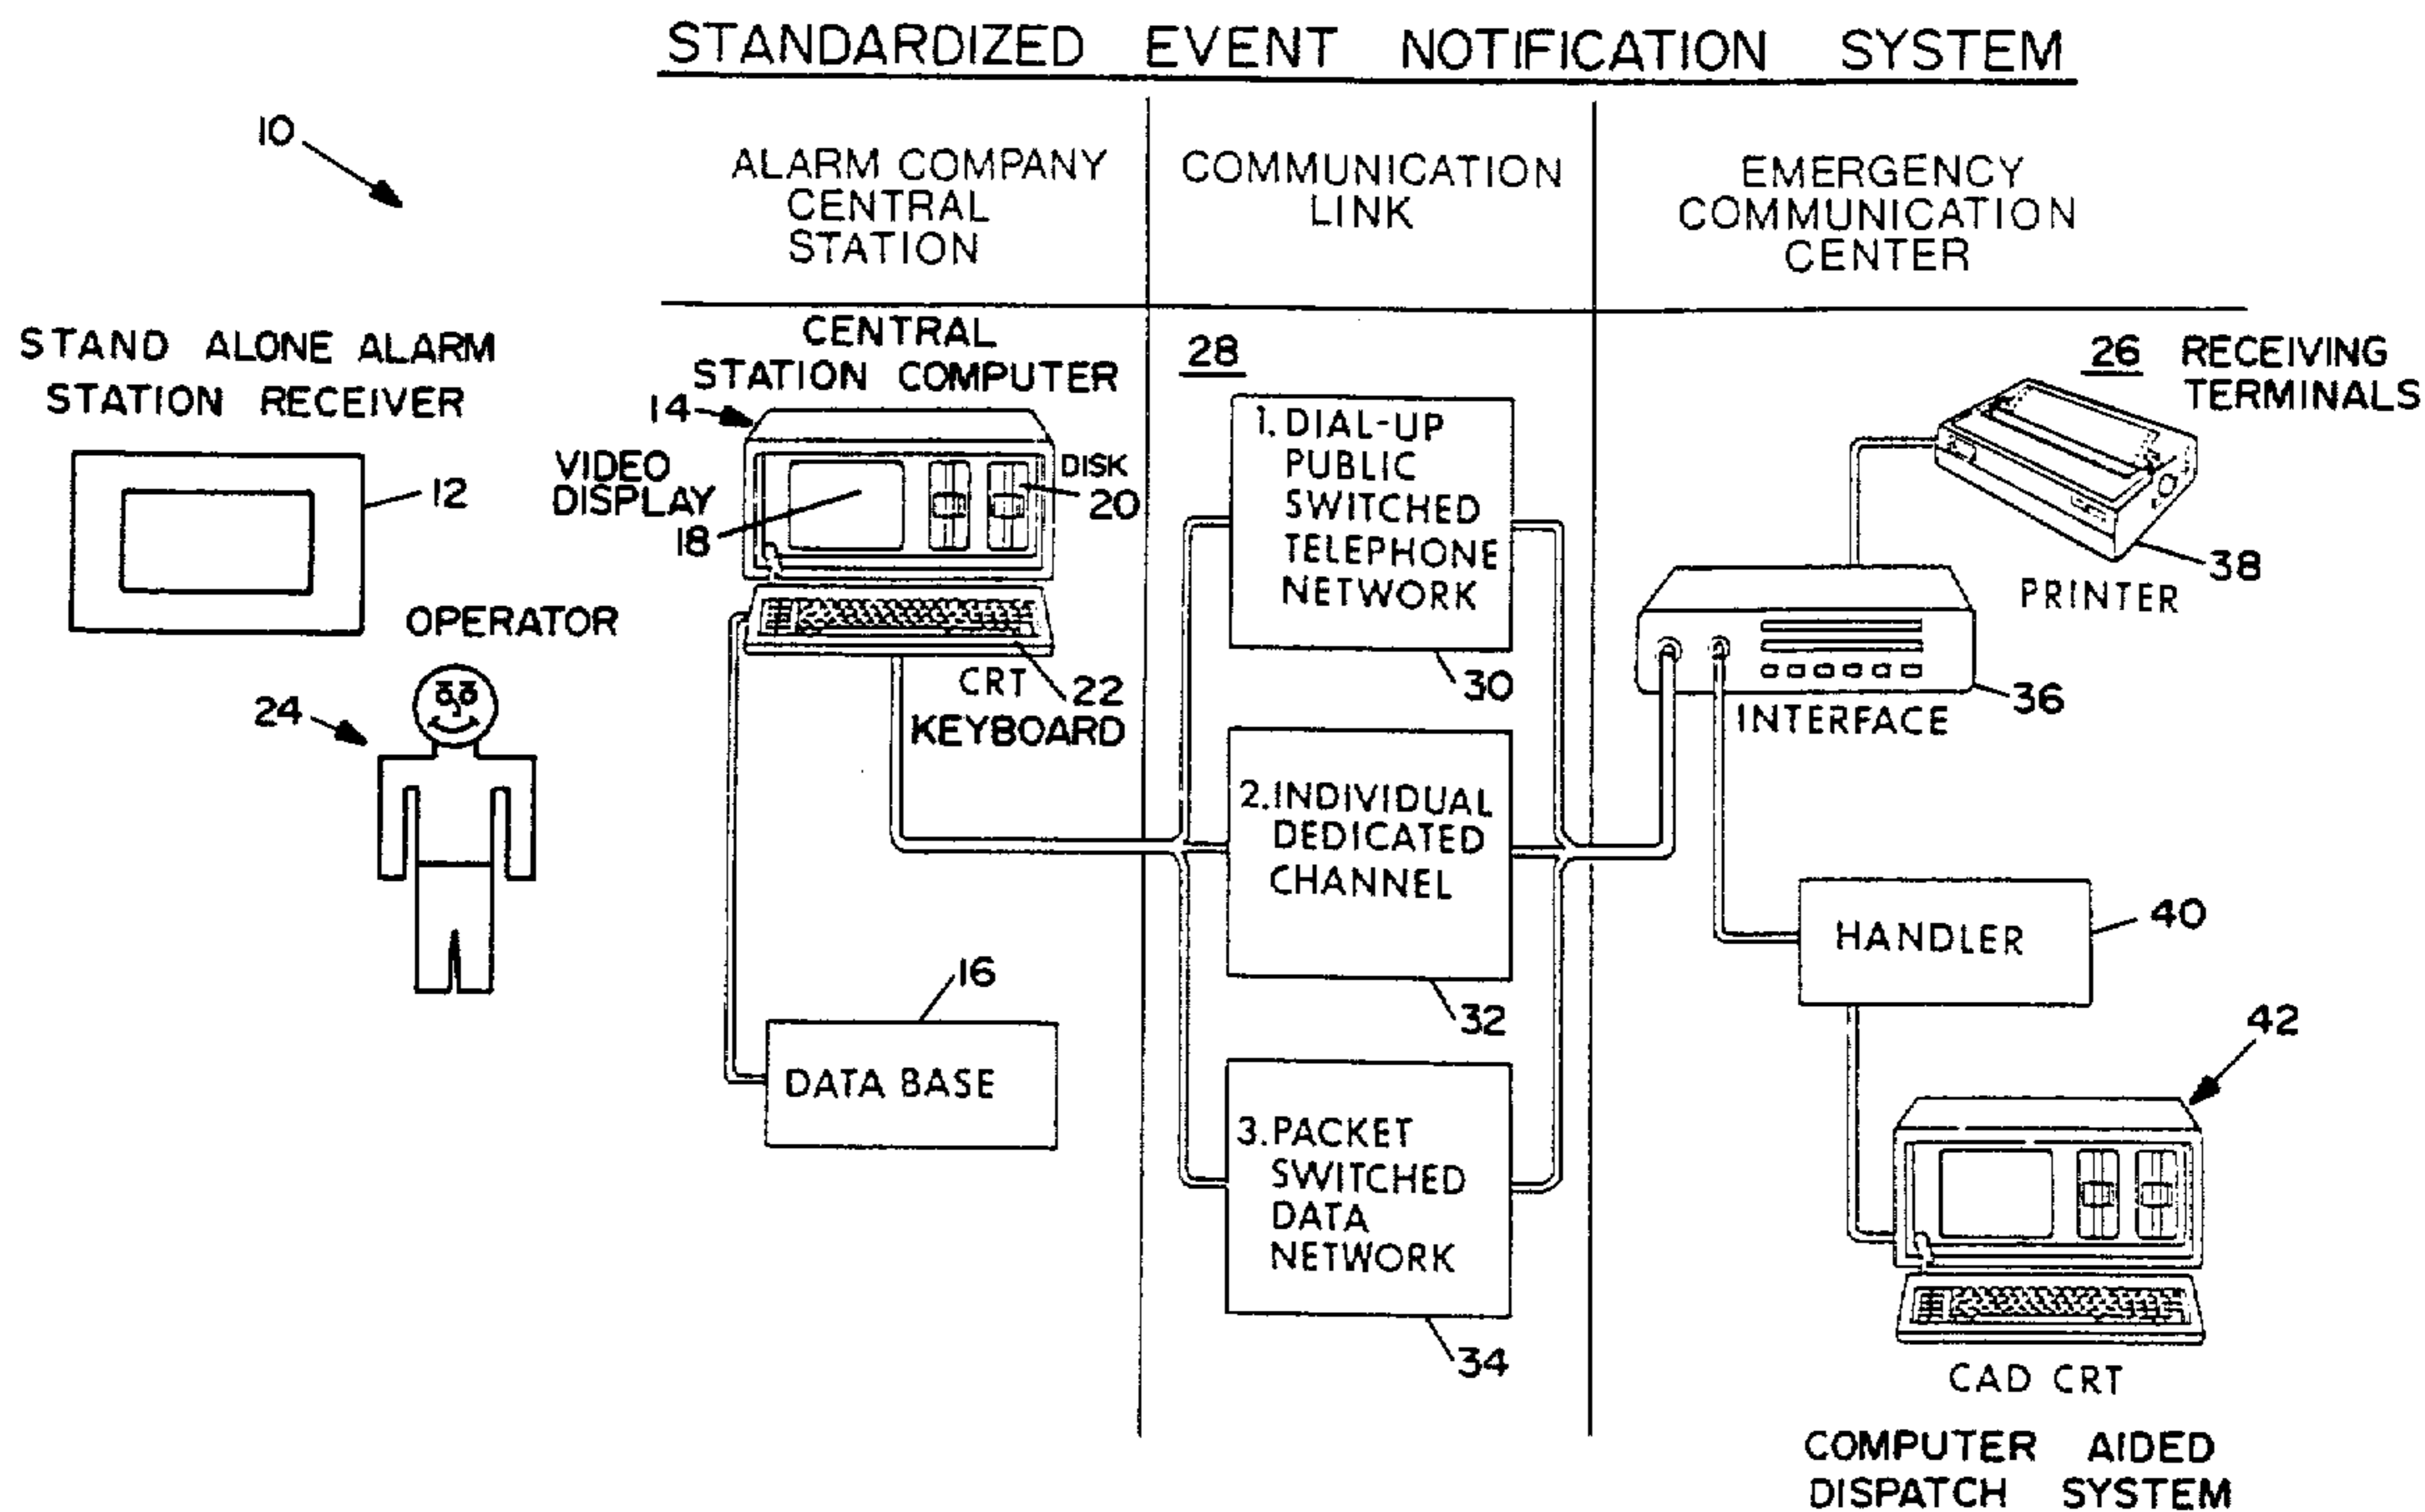 STANDARDIZED EVENT NOTIFICATION SYSTEM
10
ALARM COMPANY
CENTRAL
STATION
COMMUNICATION
LINK
EMERGENCY
COMMUNICATION
CENTER
STAND ALONE ALARM
STATION RECEIVER
12
OPERATOR
24
CENTRAL
STATION COMPUTER
14
VIDEO
DISPLAY
18
DISK
20
CRT
22
KEYBOARD
16
DATA BASE
28
1. DIAL-UP
PUBLIC
SWITCHED
TELEPHONE
NETWORK
30
2. INDIVIDUAL
DEDICATED
CHANNEL
32
3. PACKET
SWITCHED
DATA
NETWORK
34
26 RECEIVING
TERMINALS
38
PRINTER
36
INTERFACE
HANDLER
40
42
CAD CRT
COMPUTER AIDED
DISPATCH SYSTEM